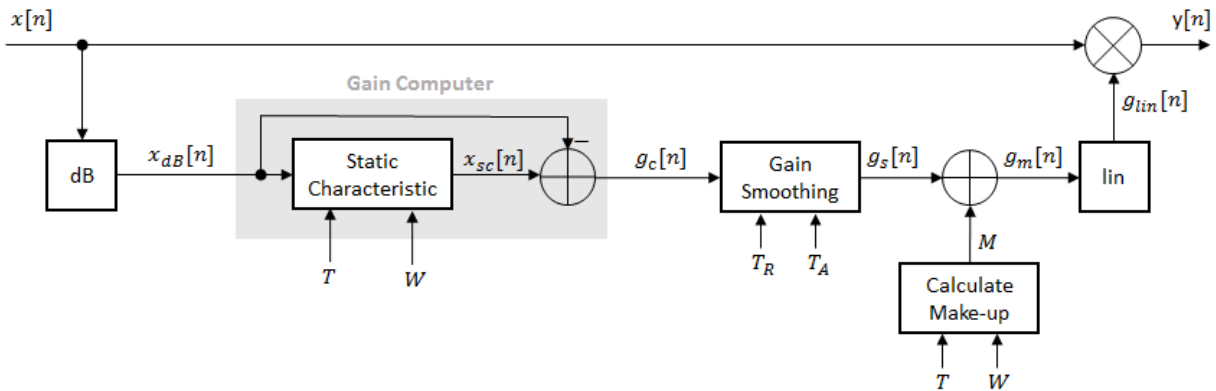 x[n]
y[n]
Gain Computer
g_lin[n]
dB
x_dB[n]
Static
Characteristic
x_sc[n]
−
g_c[n]
Gain
Smoothing
g_s[n]
g_m[n]
lin
T
W
T_R
T_A
M
Calculate
Make-up
T
W